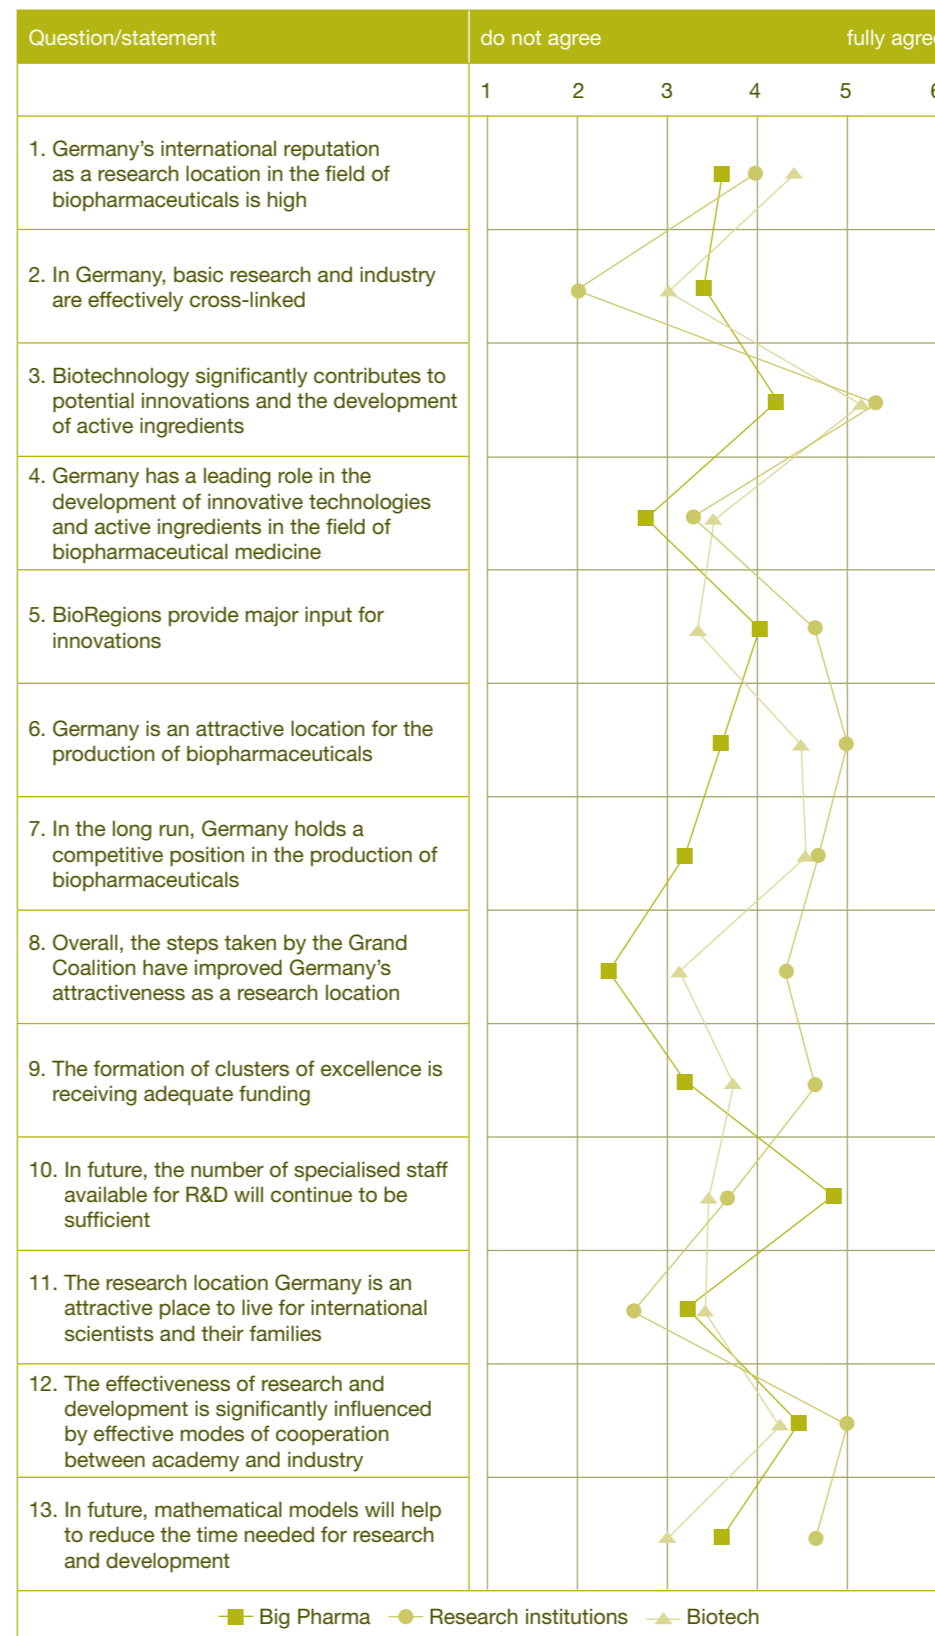 Question/statement do not agree fully agre
1 2 3 4 5
1. Germany's international reputation
as a research location in the field of
biopharmaceuticals is high
2. In Germany, basic research and industry
are effectively cross-linked
3. Biotechnology significantly contributes to
potential innovations and the development
of active ingredients
4. Germany has a leading role in the
development of innovative technologies
and active ingredients in the field of
biopharmaceutical medicine
5. BioRegions provide major input for
innovations
6. Germany is an attractive location for the
production of biopharmaceuticals
7. In the long run, Germany holds a
competitive position in the production of
biopharmaceuticals
8. Overall, the steps taken by the Grand
Coalition have improved Germany's
attractiveness as a research location
9. The formation of clusters of excellence is
receiving adequate funding
10. In future, the number of specialised staff
available for R&D will continue to be
sufficient
11. The research location Germany is an
attractive place to live for international
scientists and their families
12. The effectiveness of research and
development is significantly influenced
by effective modes of cooperation
between academy and industry
13. In future, mathematical models will help
to reduce the time needed for research
and development
Big Pharma Research institutions Biotech